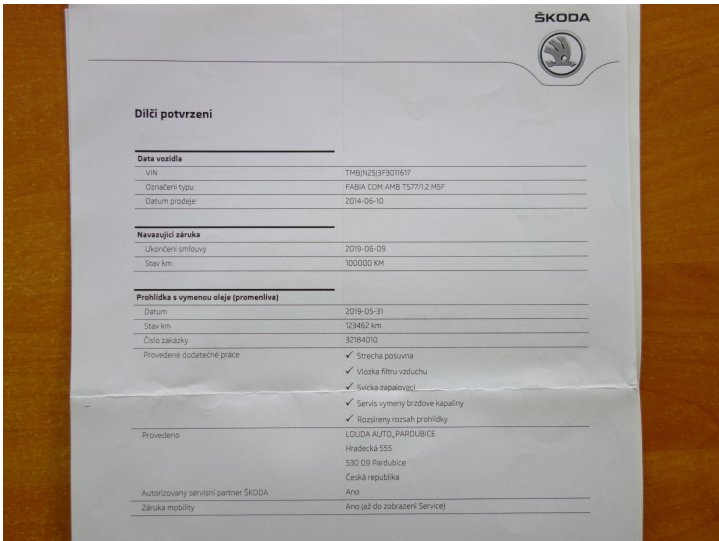 ŠKODA
Dílčí potvrzení
Data vozidla
VIN TMBJN25J3F3011617
Označení typu FABIA COM AMB TS77/1.2 M5F
Datum prodeje 2014-06-10
Navazující záruka
Ukončení smlouvy 2019-06-09
Stav km 100000 KM
Prohlidka s vymenou oleje (promenliva)
Datum 2019-05-31
Stav km 123462 km
Číslo zakázky 32184010
Provedené dodatečné práce ✓ Strecha posuvna
✓ Vlozka filtru vzduchu
✓ Svicka zapalovaci
✓ Servis vymeny brzdove kapaliny
✓ Rozsireny rozsah prohlidky
Provedeno LOUDA AUTO_PARDUBICE
Hradecká 555
530 09 Pardubice
Česká republika
Autorizovaný servisní partner ŠKODA Ano
Záruka mobility Ano (až do zobrazení Service)